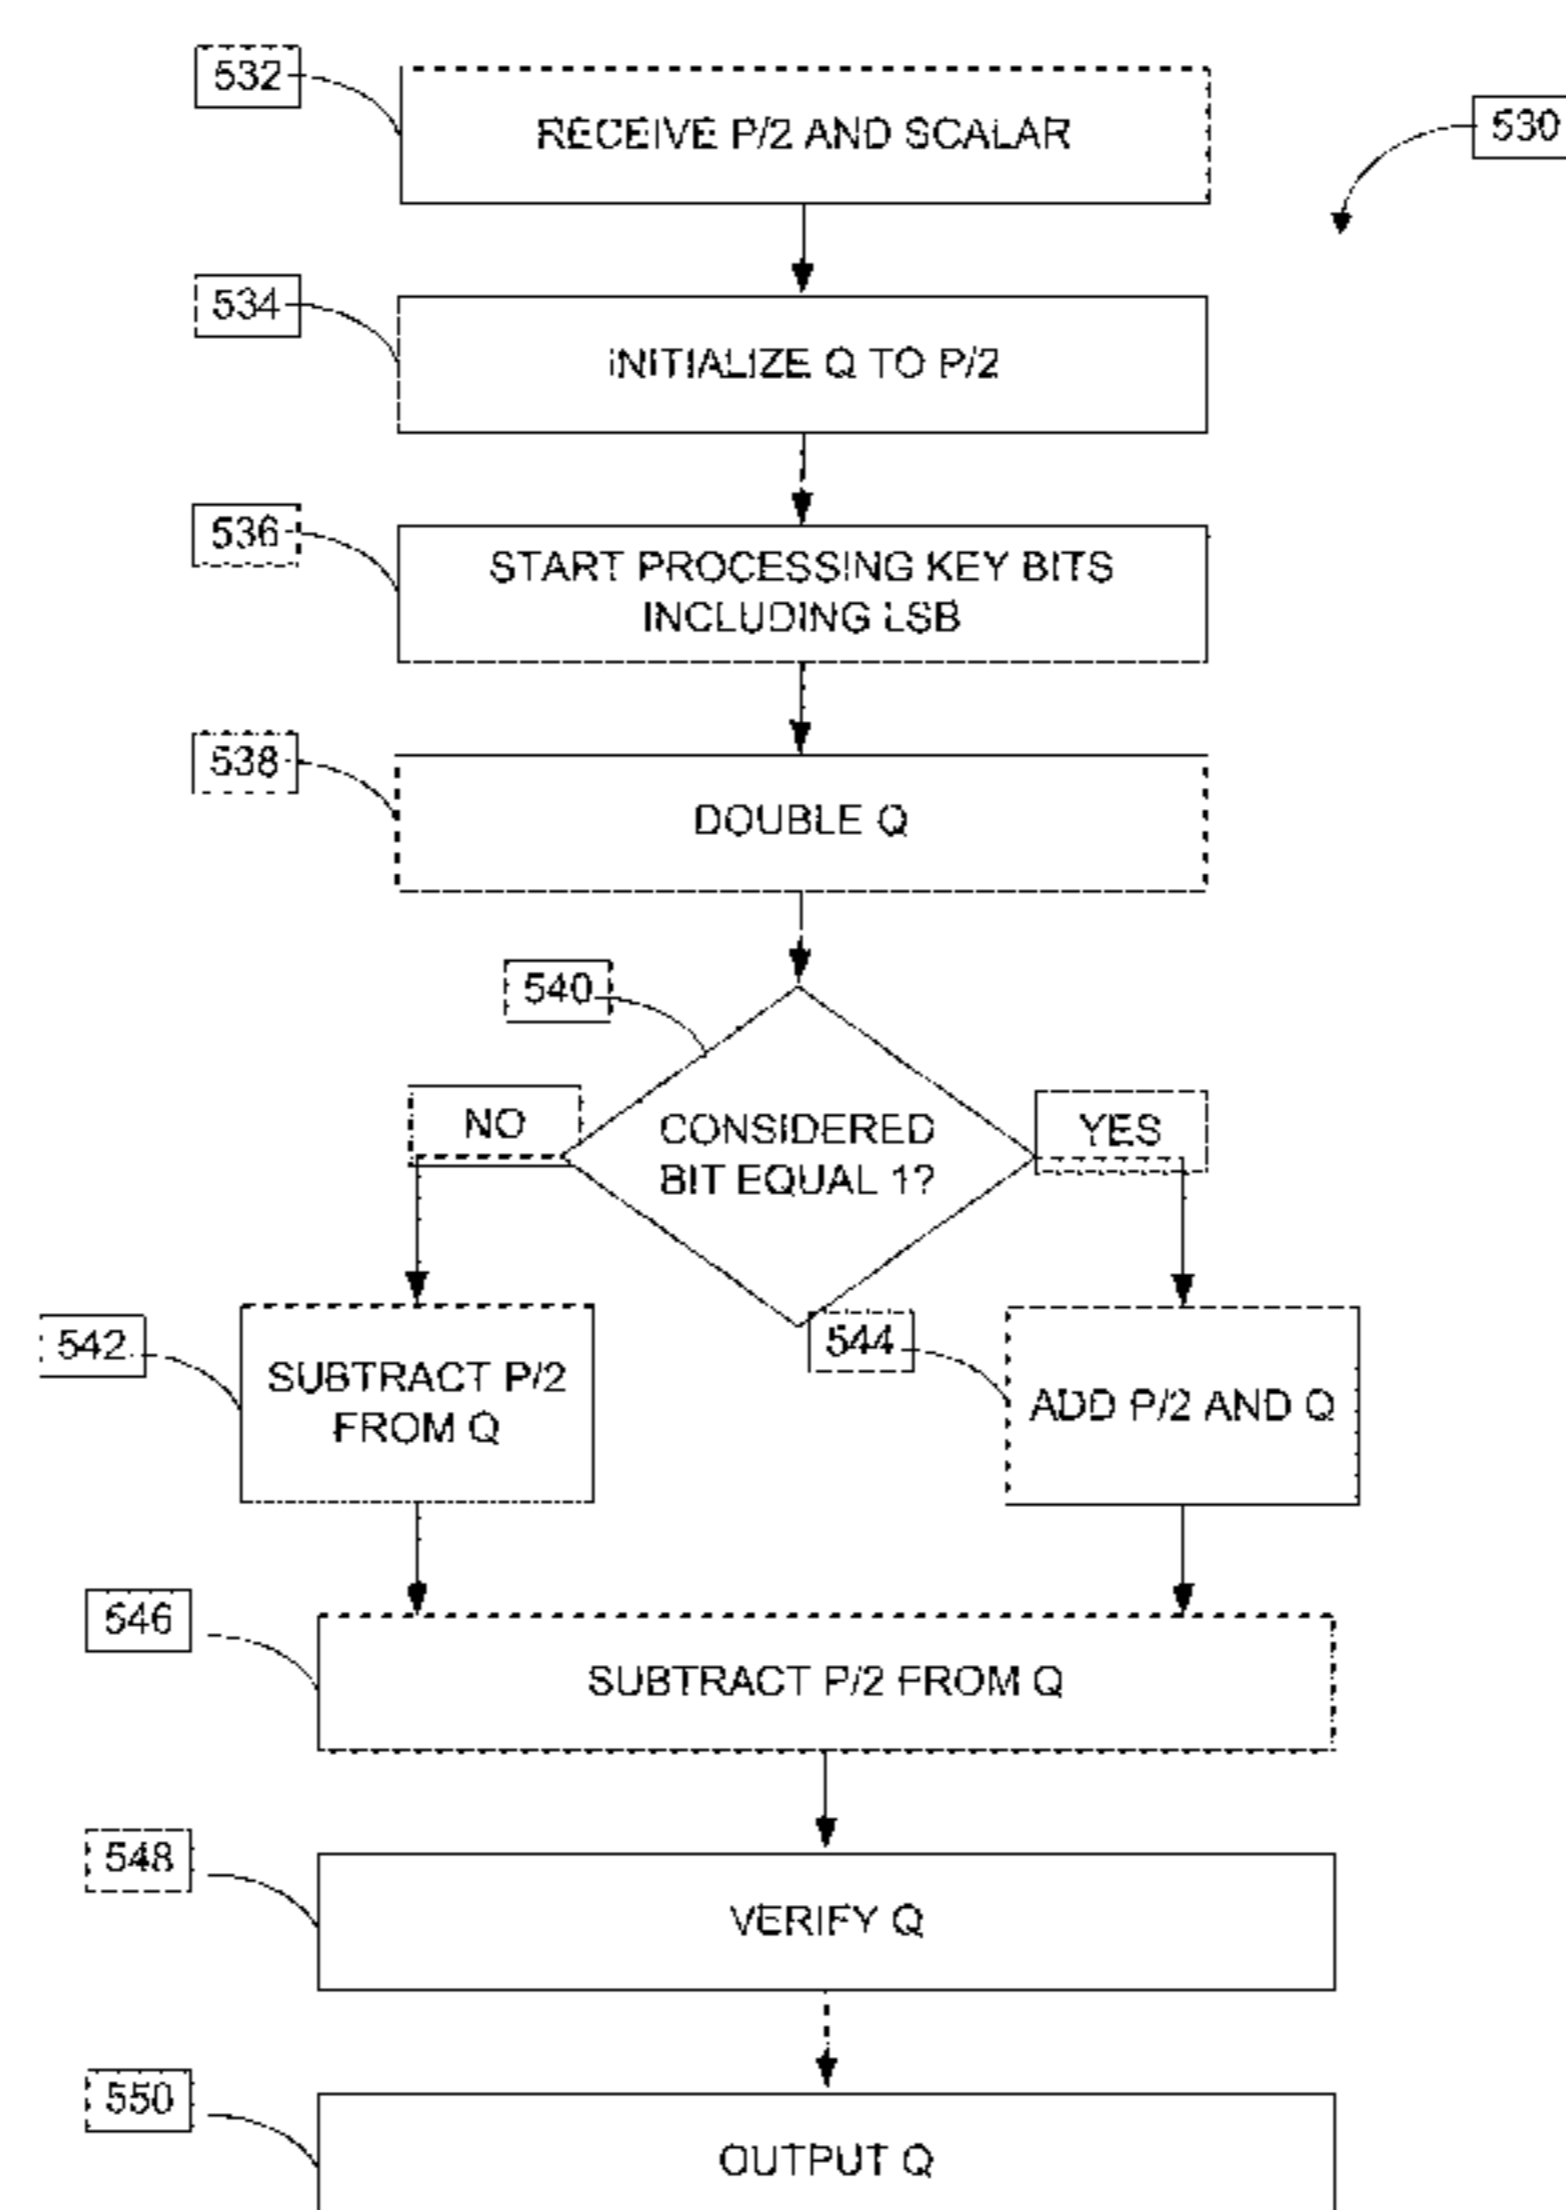 532
RECEIVE P/2 AND SCALAR
530
534
INITIALIZE Q TO P/2
536
START PROCESSING KEY BITS
INCLUDING LSB
538
DOUBLE Q
540
NO
CONSIDERED
BIT EQUAL 1?
YES
542
SUBTRACT P/2
FROM Q
544
ADD P/2 AND Q
546
SUBTRACT P/2 FROM Q
548
VERIFY Q
550
OUTPUT Q